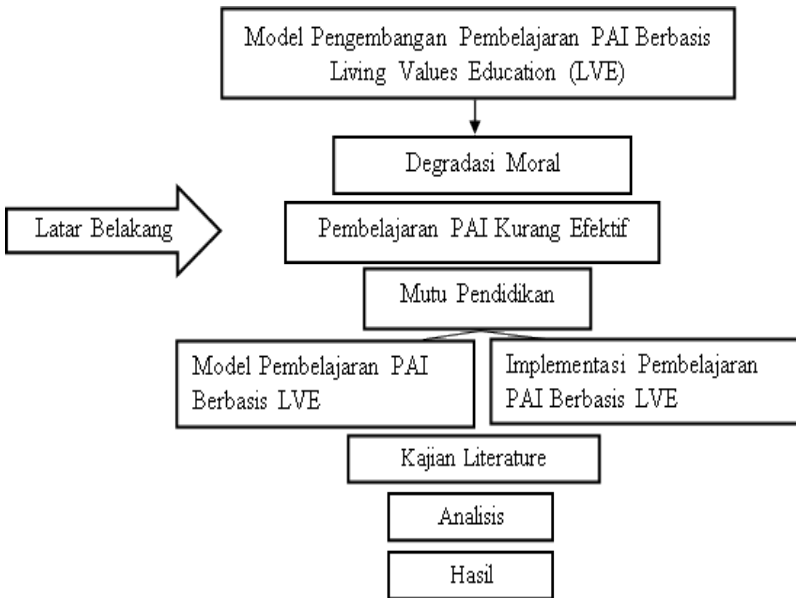 Model Pengembangan Pembelajaran PAI Berbasis
Living Values Education (LVE)
Degradasi Moral
Latar Belakang
Pembelajaran PAI Kurang Efektif
Mutu Pendidikan
Model Pembelajaran PAI
Berbasis LVE
Implementasi Pembelajaran
PAI Berbasis LVE
Kajian Literature
Analisis
Hasil